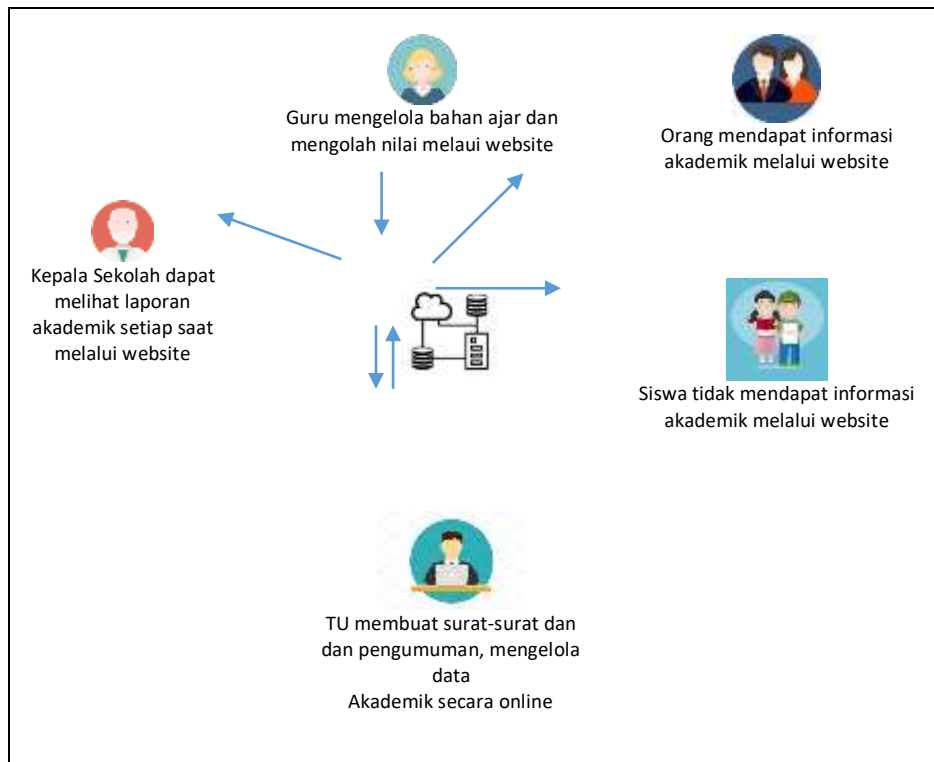 Guru mengelola bahan ajar dan
mengolah nilai melaui website
Orang mendapat informasi
akademik melalui website
Kepala Sekolah dapat
melihat laporan
akademik setiap saat
melalui website
Siswa tidak mendapat informasi
akademik melalui website
TU membuat surat-surat dan
dan pengumuman, mengelola
data
Akademik secara online